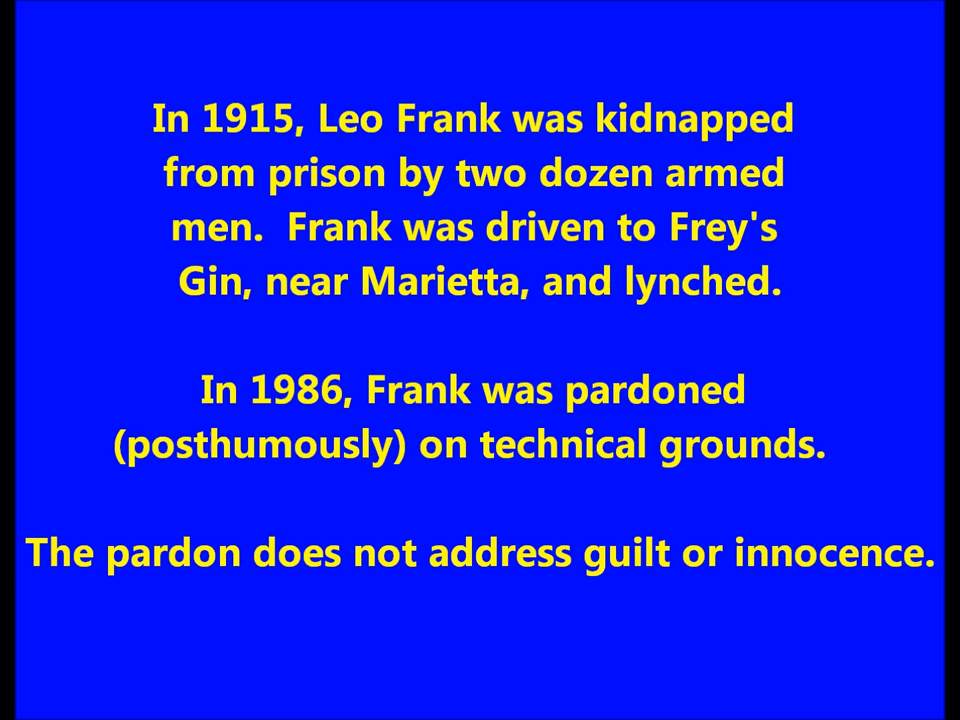 In 1915, Leo Frank was kidnapped
from prison by two dozen armed
men.  Frank was driven to Frey's
Gin, near Marietta, and lynched.
In 1986, Frank was pardoned
(posthumously) on technical grounds.
The pardon does not address guilt or innocence.